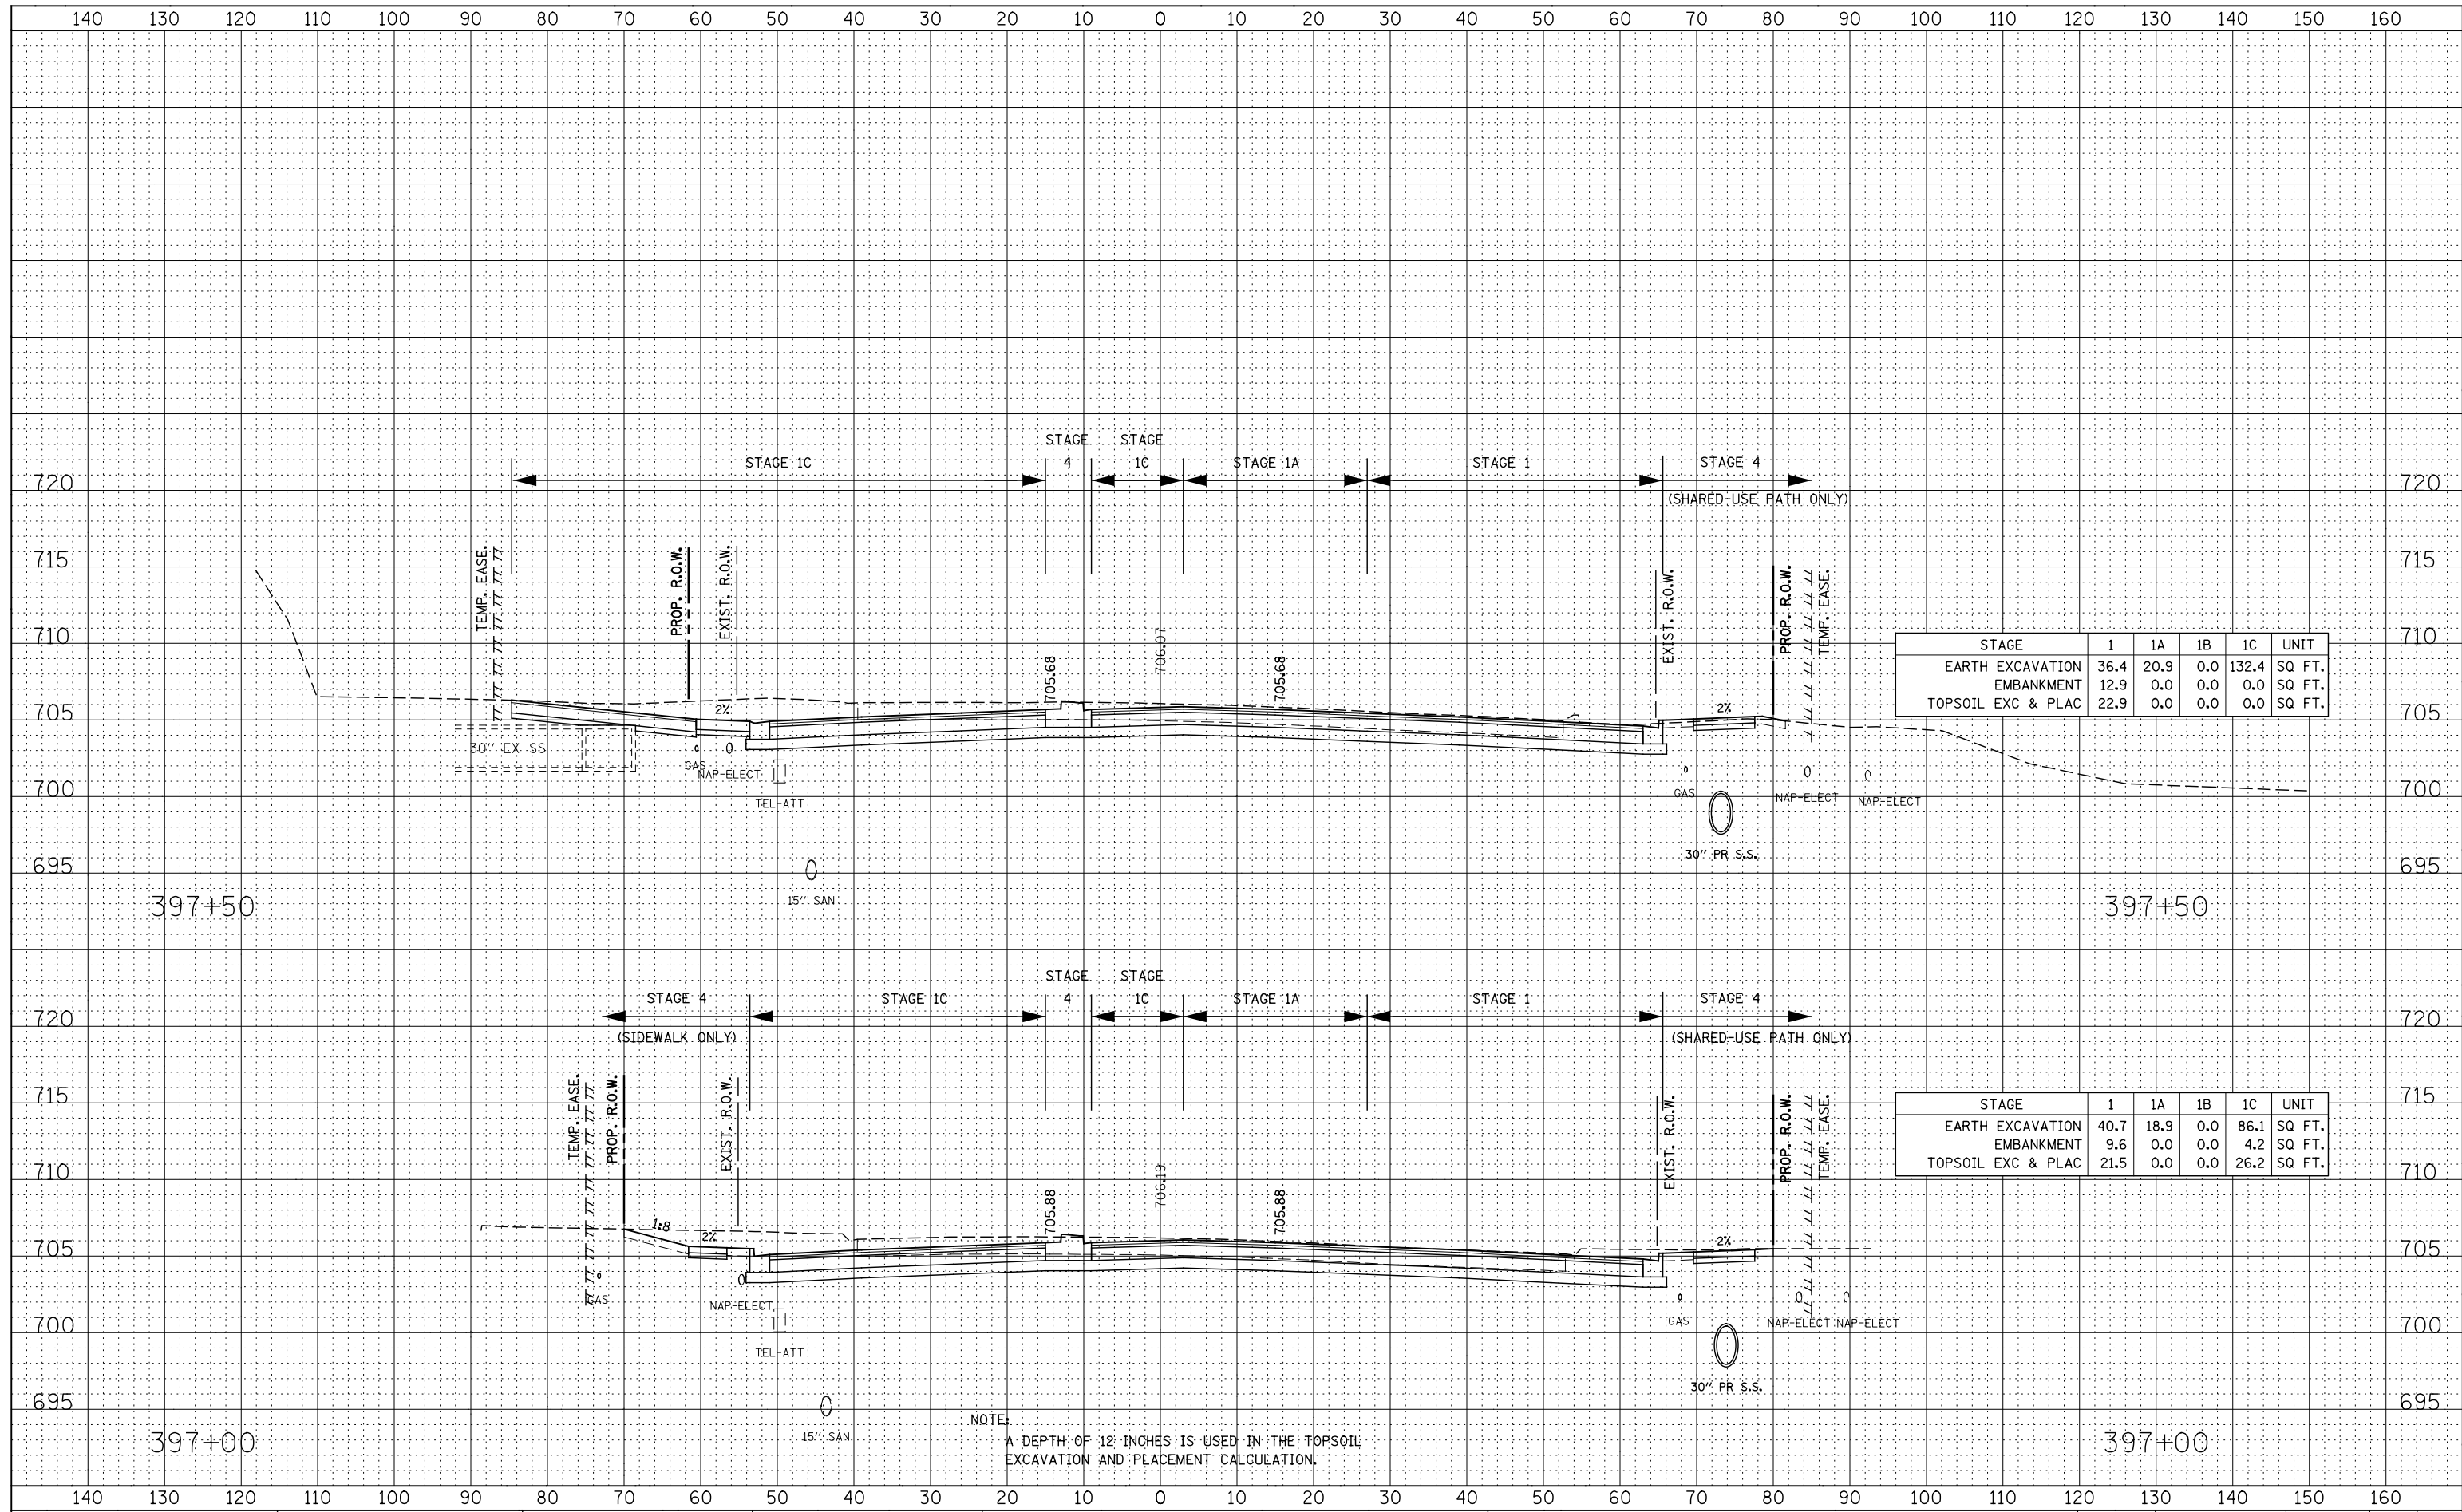 140 130 120 110 100 90 80 70 60 50 40 30 20 10 0 10 20 30 40 50 60 70 80 90 100 110 120 130 140 150 160
STAGE 1C
STAGE 4
STAGE 1C
STAGE 1A
STAGE 1
STAGE 4
(SHARED-USE PATH ONLY)
720 720
715 715
710 710
705 705
700 700
695 695
TEMP. EASE.
PROP. R.O.W.
EXIST. R.O.W.
705.68
706.07
705.68
EXIST. R.O.W.
PROP. R.O.W.
TEMP. EASE.
STAGE 1 1A 1B 1C UNIT
EARTH EXCAVATION 36.4 20.9 0.0 132.4 SQ FT.
EMBANKMENT 12.9 0.0 0.0 0.0 SQ FT.
TOPSOIL EXC & PLAC 22.9 0.0 0.0 0.0 SQ FT.
2%
2%
30" EX SS
GAS
NAP-ELECT
TEL-ATT
15" SAN
GAS
NAP-ELECT
NAP-ELECT
30" PR S.S.
397+50 397+50
STAGE 4
(SIDEWALK ONLY)
STAGE 1C
STAGE 4
STAGE 1C
STAGE 1A
STAGE 1
STAGE 4
(SHARED-USE PATH ONLY)
720 720
715 715
710 710
705 705
700 700
695 695
TEMP. EASE.
PROP. R.O.W.
EXIST. R.O.W.
705.88
706.19
705.88
EXIST. R.O.W.
PROP. R.O.W.
TEMP. EASE.
STAGE 1 1A 1B 1C UNIT
EARTH EXCAVATION 40.7 18.9 0.0 86.1 SQ FT.
EMBANKMENT 9.6 0.0 0.0 4.2 SQ FT.
TOPSOIL EXC & PLAC 21.5 0.0 0.0 26.2 SQ FT.
1:8
2%
2%
GAS
NAP-ELECT
TEL-ATT
15" SAN
GAS
NAP-ELECT NAP-ELECT
30" PR S.S.
397+00 397+00
NOTE:
A DEPTH OF 12 INCHES IS USED IN THE TOPSOIL
EXCAVATION AND PLACEMENT CALCULATION.
140 130 120 110 100 90 80 70 60 50 40 30 20 10 0 10 20 30 40 50 60 70 80 90 100 110 120 130 140 150 160